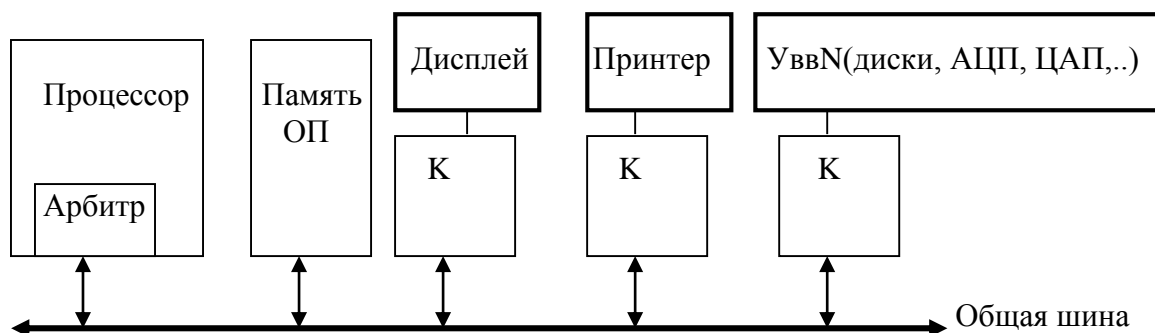 Процессор
Арбитр
Память
ОП
Дисплей
К
Принтер
К
УввN(диски, АЦП, ЦАП,..)
К
Общая шина